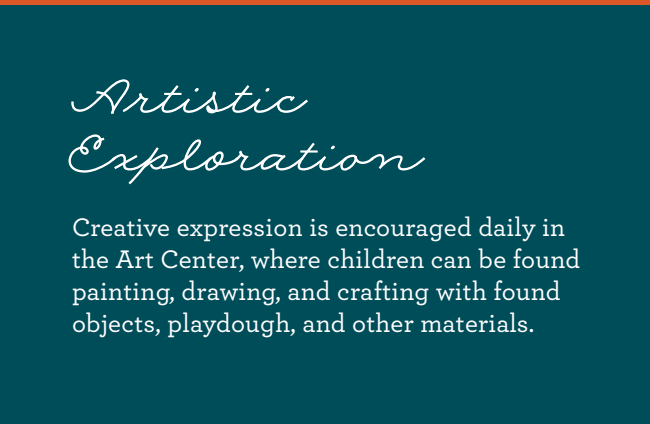 Artistic
Exploration
Creative expression is encouraged daily in
the Art Center, where children can be found
painting, drawing, and crafting with found
objects, playdough, and other materials.